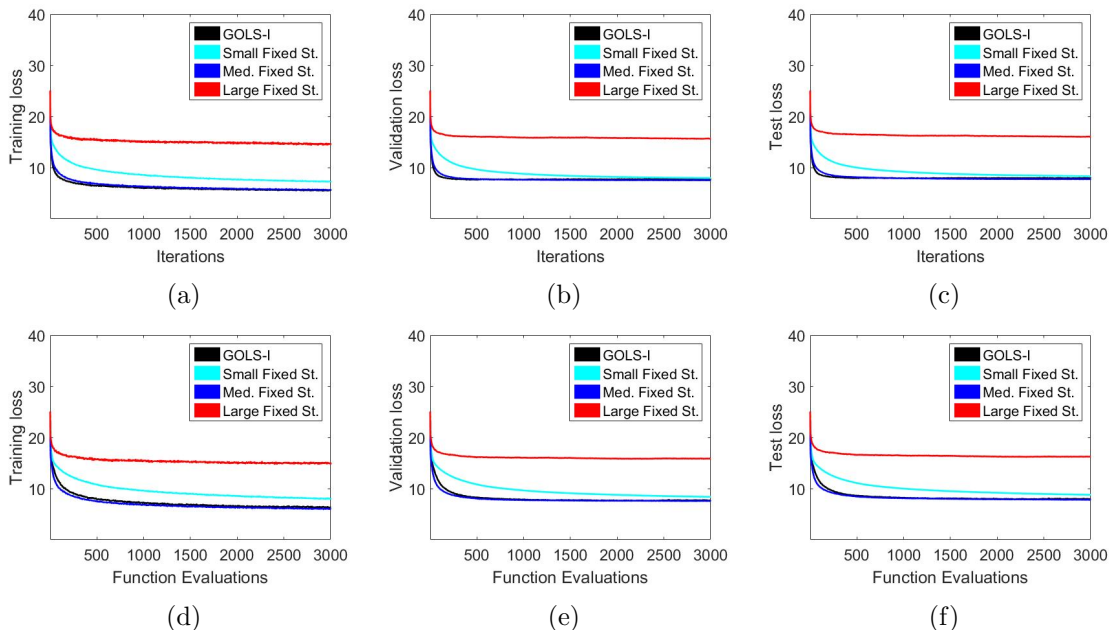 40
30
20
10
Training loss
GOLS-I
Small Fixed St.
Med. Fixed St.
Large Fixed St.
500 1000 1500 2000 2500 3000
Iterations
(a)
40
30
20
10
Validation loss
GOLS-I
Small Fixed St.
Med. Fixed St.
Large Fixed St.
500 1000 1500 2000 2500 3000
Iterations
(b)
40
30
20
10
Test loss
GOLS-I
Small Fixed St.
Med. Fixed St.
Large Fixed St.
500 1000 1500 2000 2500 3000
Iterations
(c)
40
30
20
10
Training loss
GOLS-I
Small Fixed St.
Med. Fixed St.
Large Fixed St.
500 1000 1500 2000 2500 3000
Function Evaluations
(d)
40
30
20
10
Validation loss
GOLS-I
Small Fixed St.
Med. Fixed St.
Large Fixed St.
500 1000 1500 2000 2500 3000
Function Evaluations
(e)
40
30
20
10
Test loss
GOLS-I
Small Fixed St.
Med. Fixed St.
Large Fixed St.
500 1000 1500 2000 2500 3000
Function Evaluations
(f)